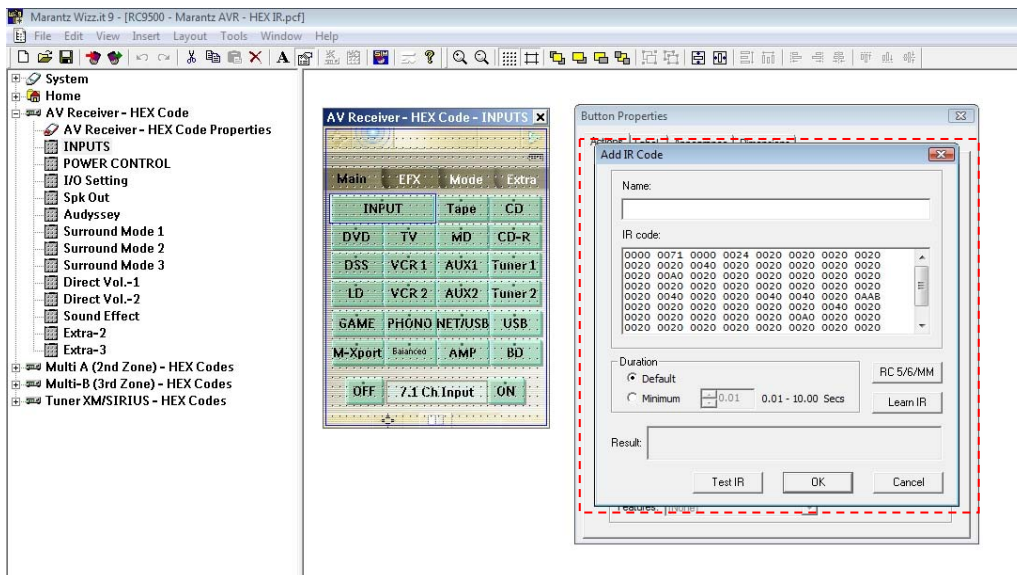 Marantz Wizz.it 9 - [RC9500 - Marantz AVR - HEX IR.pcf]
File Edit View Insert Layout Tools Window Help
System
Home
AV Receiver - HEX Code
AV Receiver - HEX Code Properties
INPUTS
POWER CONTROL
I/O Setting
Spk Out
Audyssey
Surround Mode 1
Surround Mode 2
Surround Mode 3
Direct Vol.-1
Direct Vol.-2
Sound Effect
Extra-2
Extra-3
Multi A (2nd Zone) - HEX Codes
Multi-B (3rd Zone) - HEX Codes
Tuner XM/SIRIUS - HEX Codes
AV Receiver - HEX Code - INPUTS
Main EFX Mode Extra
INPUT Tape CD
DVD TV MD CD-R
DSS VCR 1 AUX1 Tuner 1
LD VCR 2 AUX2 Tuner 2
GAME PHONO NET/USB USB
M-Xport Balanced AMP BD
OFF 7.1 Ch Input ON
Button Properties
Actions Label Appearance Dimensions
Add IR Code
Name:
IR code:
0000 0071 0000 0024 0020 0020 0020 0020
0020 0020 0040 0020 0020 0020 0020 0020
0020 00A0 0020 0020 0020 0020 0020 0020
0020 0020 0020 0020 0020 0020 0020 0020
0020 0040 0020 0020 0040 0040 0020 0AAB
0020 0020 0020 0020 0020 0020 0040 0020
0020 0020 0020 0020 0020 00A0 0020 0020
0020 0020 0020 0020 0020 0020 0020 0020
Duration
Default
Minimum 0.01 0.01 - 10.00 Secs
RC 5/6/MM
Learn IR
Result:
Test IR OK Cancel
Features: [None]